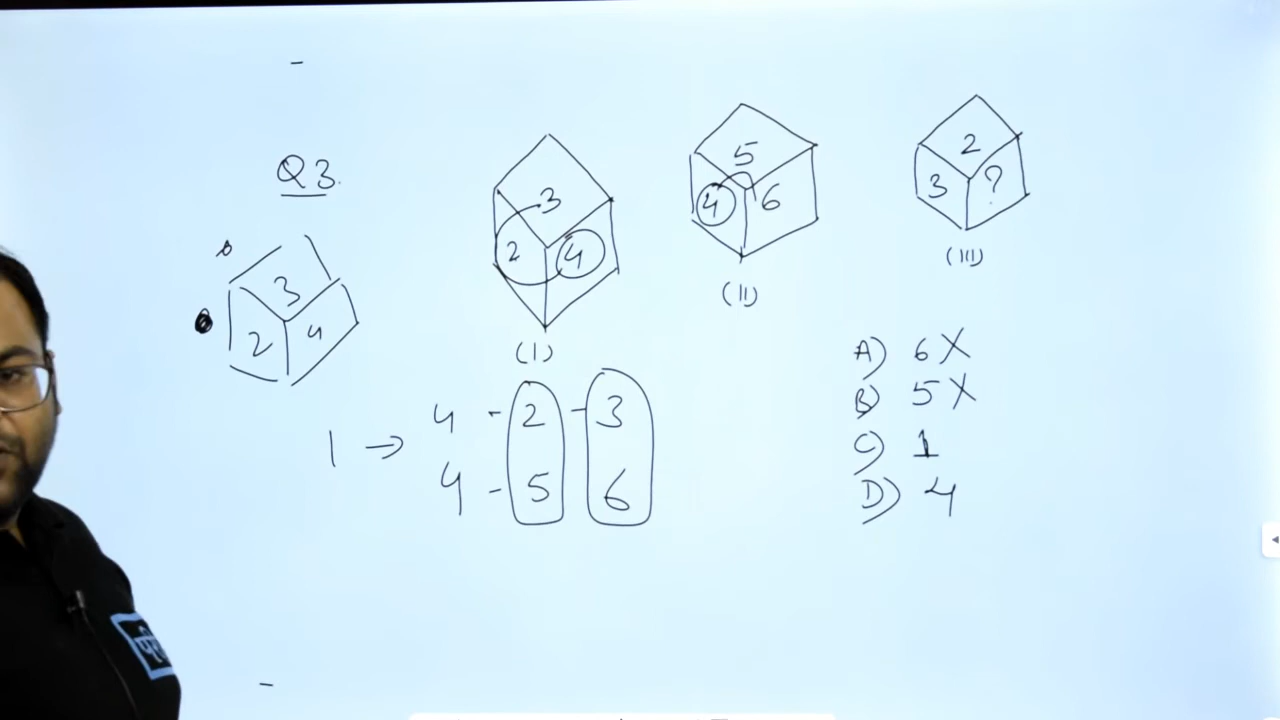 Q3.
3
2 4
3
2 4
(I)
5
4 6
(II)
2
3 ?
(III)
1 → 4 - 2 - 3
4 - 5 6
A) 6 X
B) 5 X
C) 1
D) 4